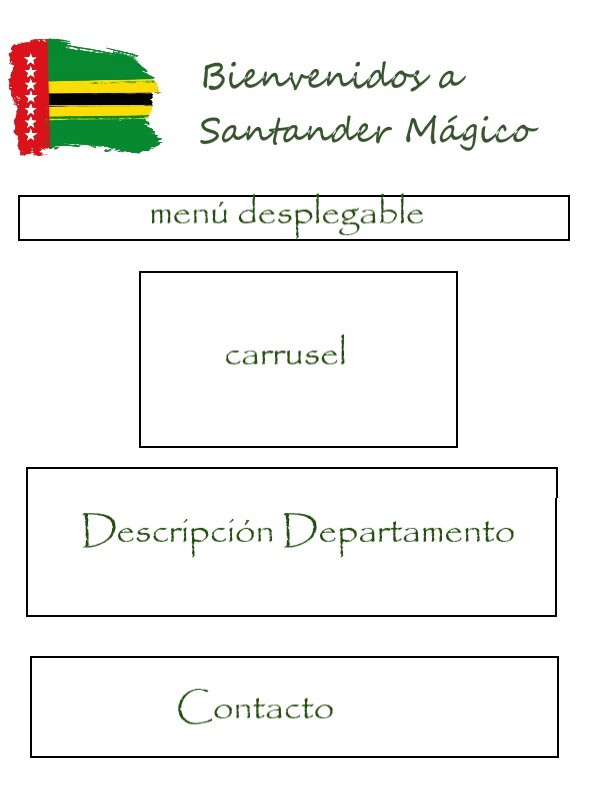 Bienvenidos a
Santander Mágico
menú desplegable
carrusel
Descripción Departamento
Contacto